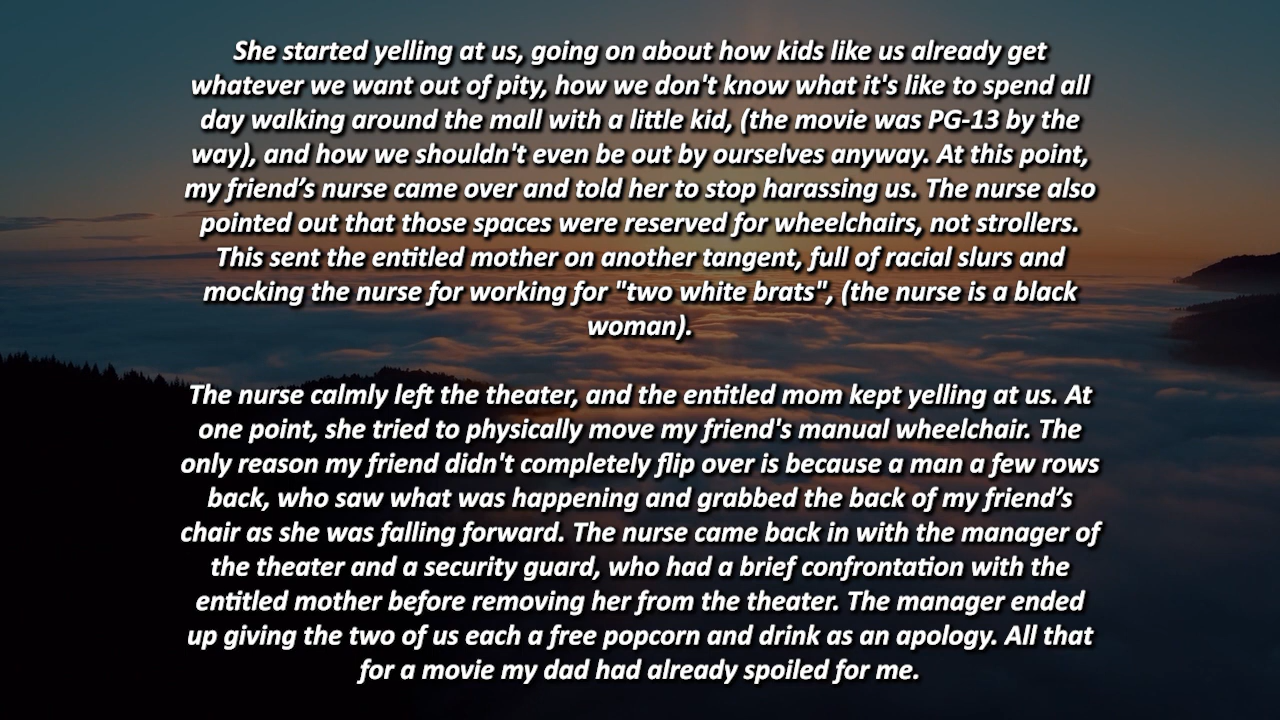 She started yelling at us, going on about how kids like us already get
whatever we want out of pity, how we don't know what it's like to spend all
day walking around the mall with a little kid, (the movie was PG-13 by the
way), and how we shouldn't even be out by ourselves anyway. At this point,
my friend’s nurse came over and told her to stop harassing us. The nurse also
pointed out that those spaces were reserved for wheelchairs, not strollers.
This sent the entitled mother on another tangent, full of racial slurs and
mocking the nurse for working for "two white brats", (the nurse is a black
woman).
The nurse calmly left the theater, and the entitled mom kept yelling at us. At
one point, she tried to physically move my friend's manual wheelchair. The
only reason my friend didn't completely flip over is because a man a few rows
back, who saw what was happening and grabbed the back of my friend’s
chair as she was falling forward. The nurse came back in with the manager of
the theater and a security guard, who had a brief confrontation with the
entitled mother before removing her from the theater. The manager ended
up giving the two of us each a free popcorn and drink as an apology. All that
for a movie my dad had already spoiled for me.